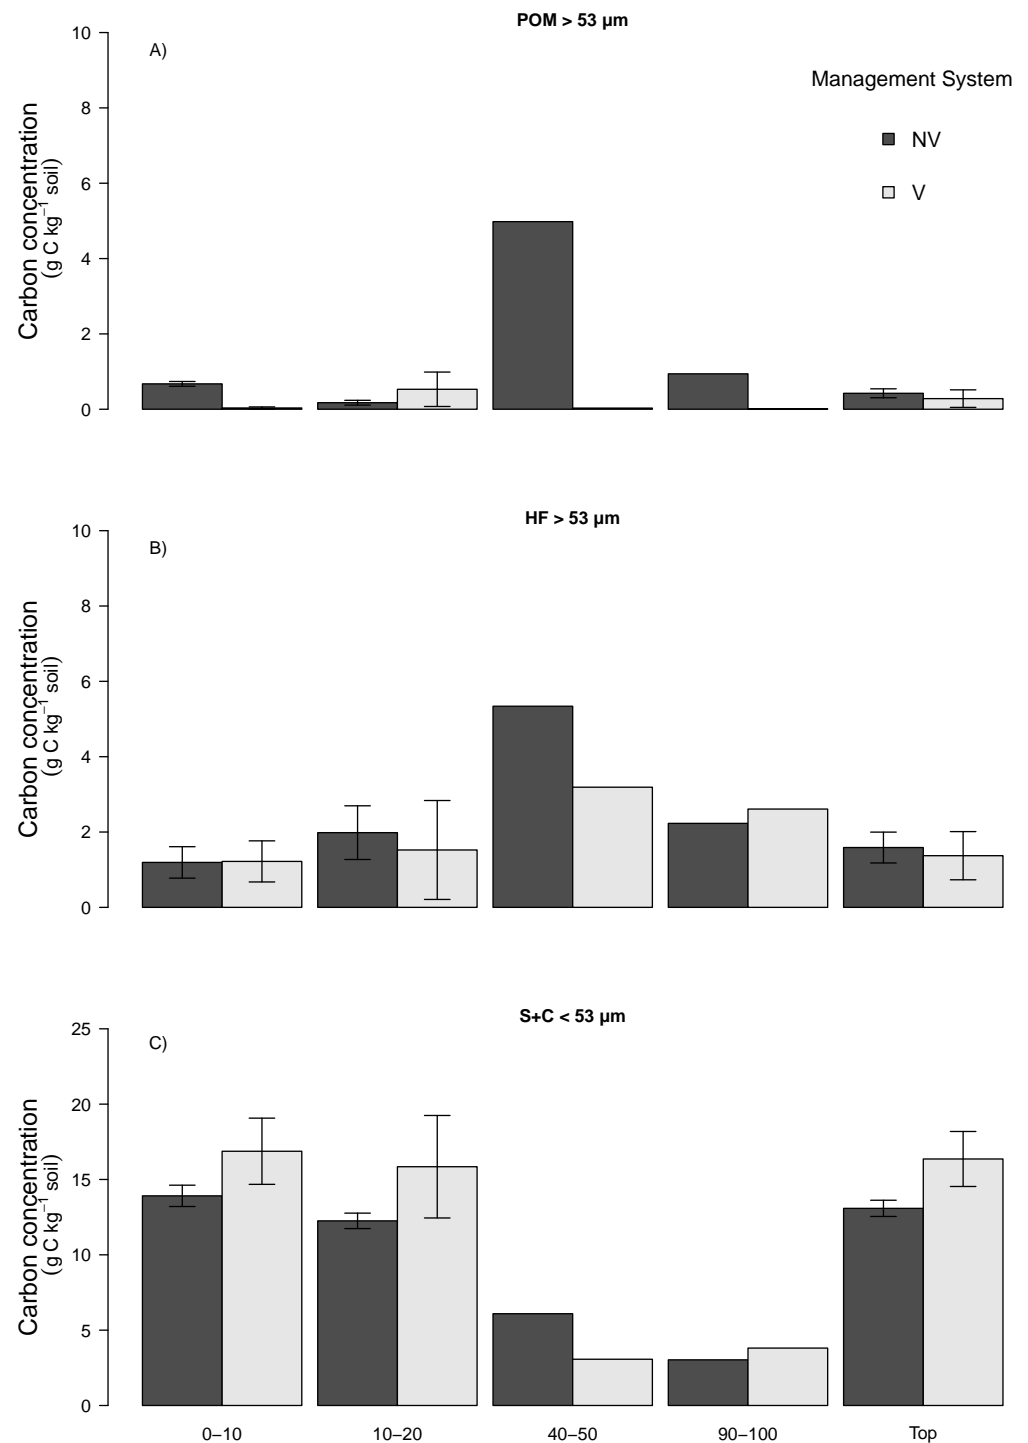 POM > 53 µm
A)
Management System
NV
V
Carbon concentration
(g C kg⁻¹ soil)
10
8
6
4
2
0
HF > 53 µm
B)
Carbon concentration
(g C kg⁻¹ soil)
10
8
6
4
2
0
S+C < 53 µm
C)
Carbon concentration
(g C kg⁻¹ soil)
25
20
15
10
5
0
0–10 10–20 40–50 90–100 Top